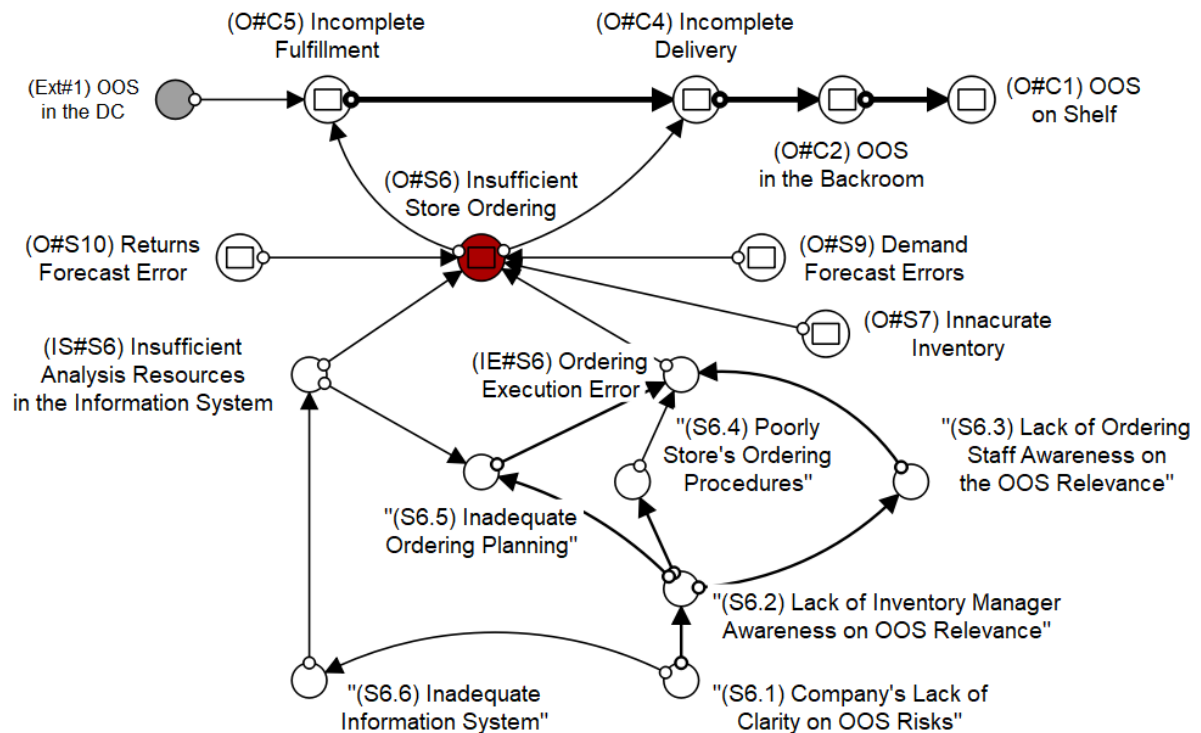 (O#C5) Incomplete
Fulfillment
(O#C4) Incomplete
Delivery
(Ext#1) OOS
in the DC
(O#C1) OOS
on Shelf
(O#C2) OOS
in the Backroom
(O#S6) Insufficient
Store Ordering
(O#S10) Returns
Forecast Error
(O#S9) Demand
Forecast Errors
(O#S7) Innacurate
Inventory
(IS#S6) Insufficient
Analysis Resources
in the Information System
(IE#S6) Ordering
Execution Error
"(S6.4) Poorly
Store's Ordering
Procedures"
"(S6.3) Lack of Ordering
Staff Awareness on
the OOS Relevance"
"(S6.5) Inadequate
Ordering Planning"
"(S6.2) Lack of Inventory Manager
Awareness on OOS Relevance"
"(S6.6) Inadequate
Information System"
"(S6.1) Company's Lack of
Clarity on OOS Risks"